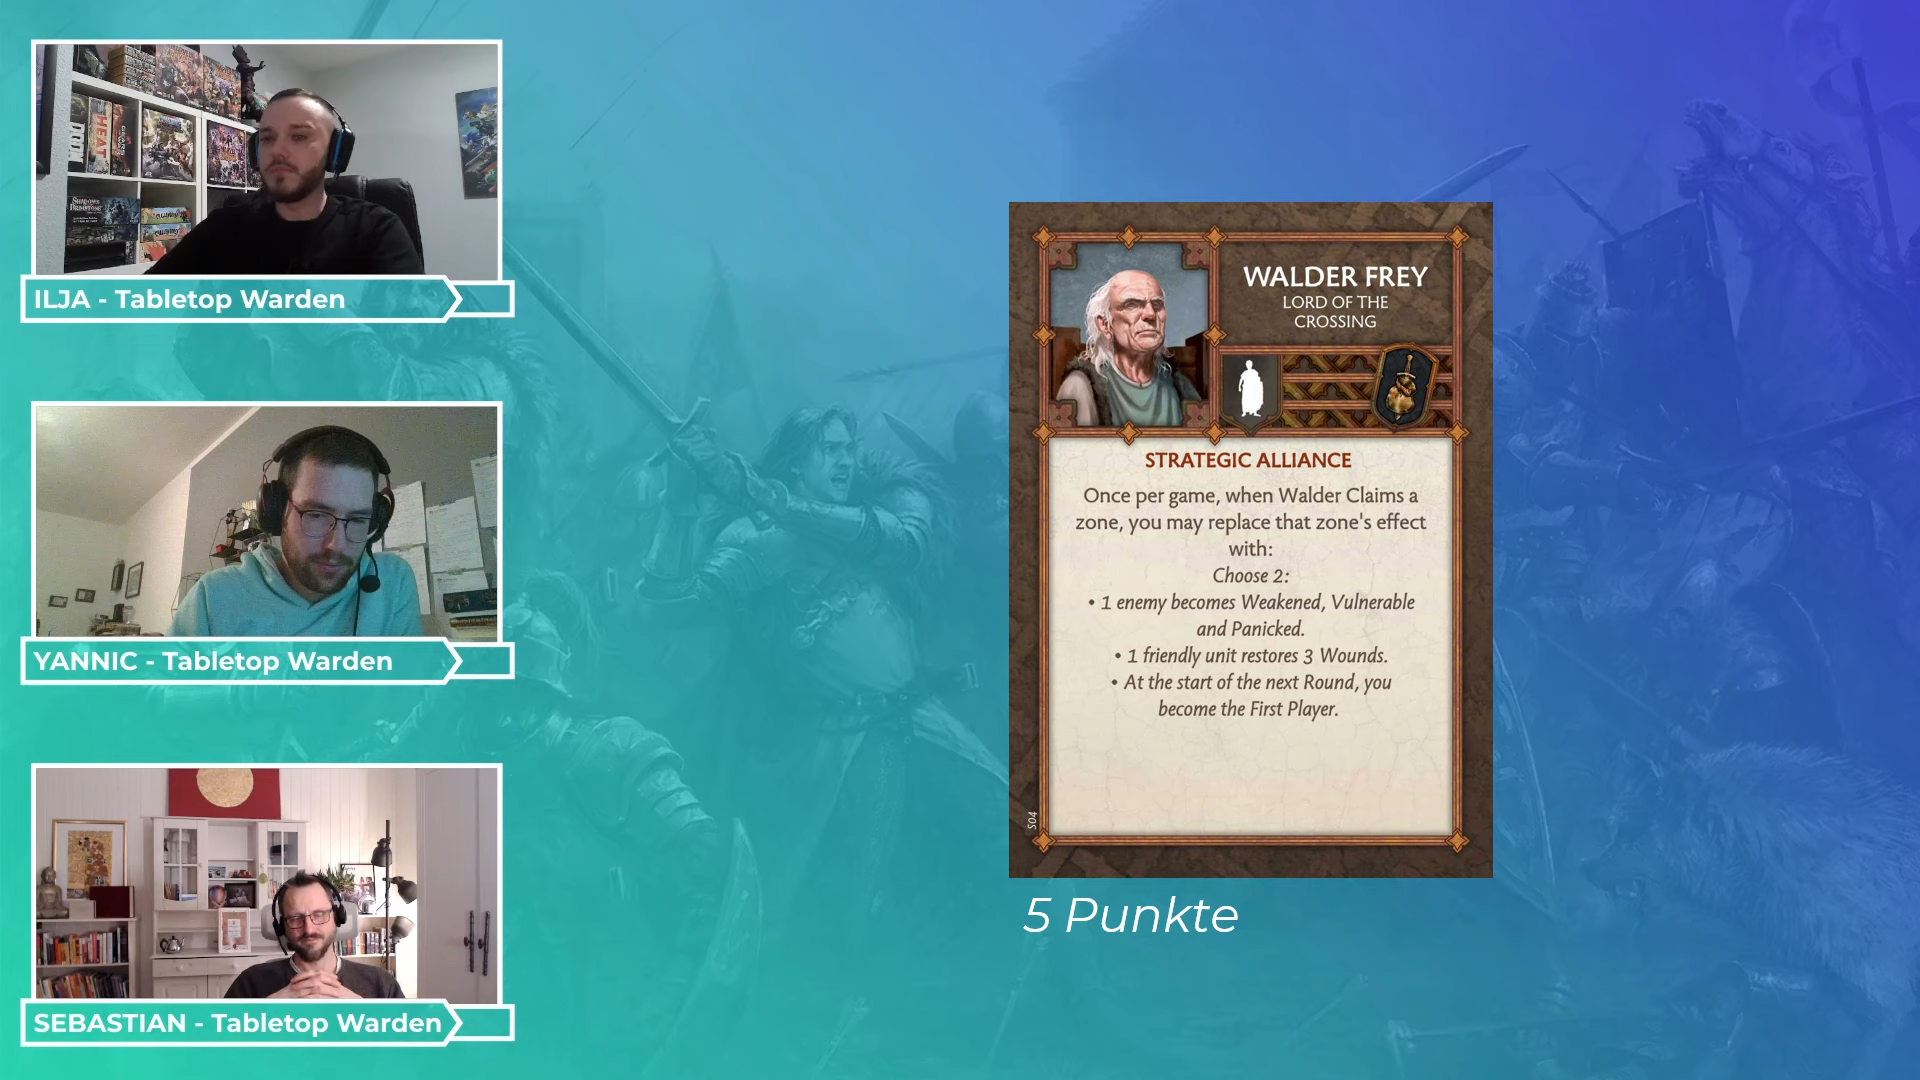 HEAT
SHADOWS
BRIMSTONE
ILJA - Tabletop Warden
YANNIC - Tabletop Warden
SEBASTIAN - Tabletop Warden
WALDER FREY
LORD OF THE
CROSSING
STRATEGIC ALLIANCE
Once per game, when Walder Claims a
zone, you may replace that zone's effect
with:
Choose 2:
• 1 enemy becomes Weakened, Vulnerable
and Panicked.
• 1 friendly unit restores 3 Wounds.
• At the start of the next Round, you
become the First Player.
S04
5 Punkte